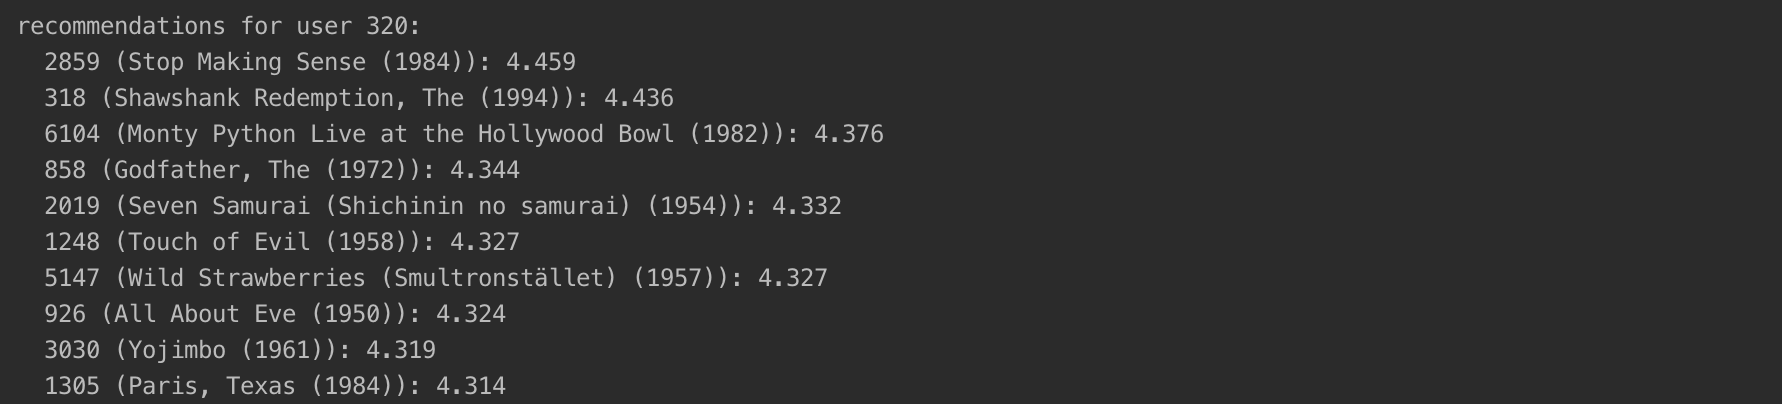 recommendations for user 320:
  2859 (Stop Making Sense (1984)): 4.459
  318 (Shawshank Redemption, The (1994)): 4.436
  6104 (Monty Python Live at the Hollywood Bowl (1982)): 4.376
  858 (Godfather, The (1972)): 4.344
  2019 (Seven Samurai (Shichinin no samurai) (1954)): 4.332
  1248 (Touch of Evil (1958)): 4.327
  5147 (Wild Strawberries (Smultronstället) (1957)): 4.327
  926 (All About Eve (1950)): 4.324
  3030 (Yojimbo (1961)): 4.319
  1305 (Paris, Texas (1984)): 4.314